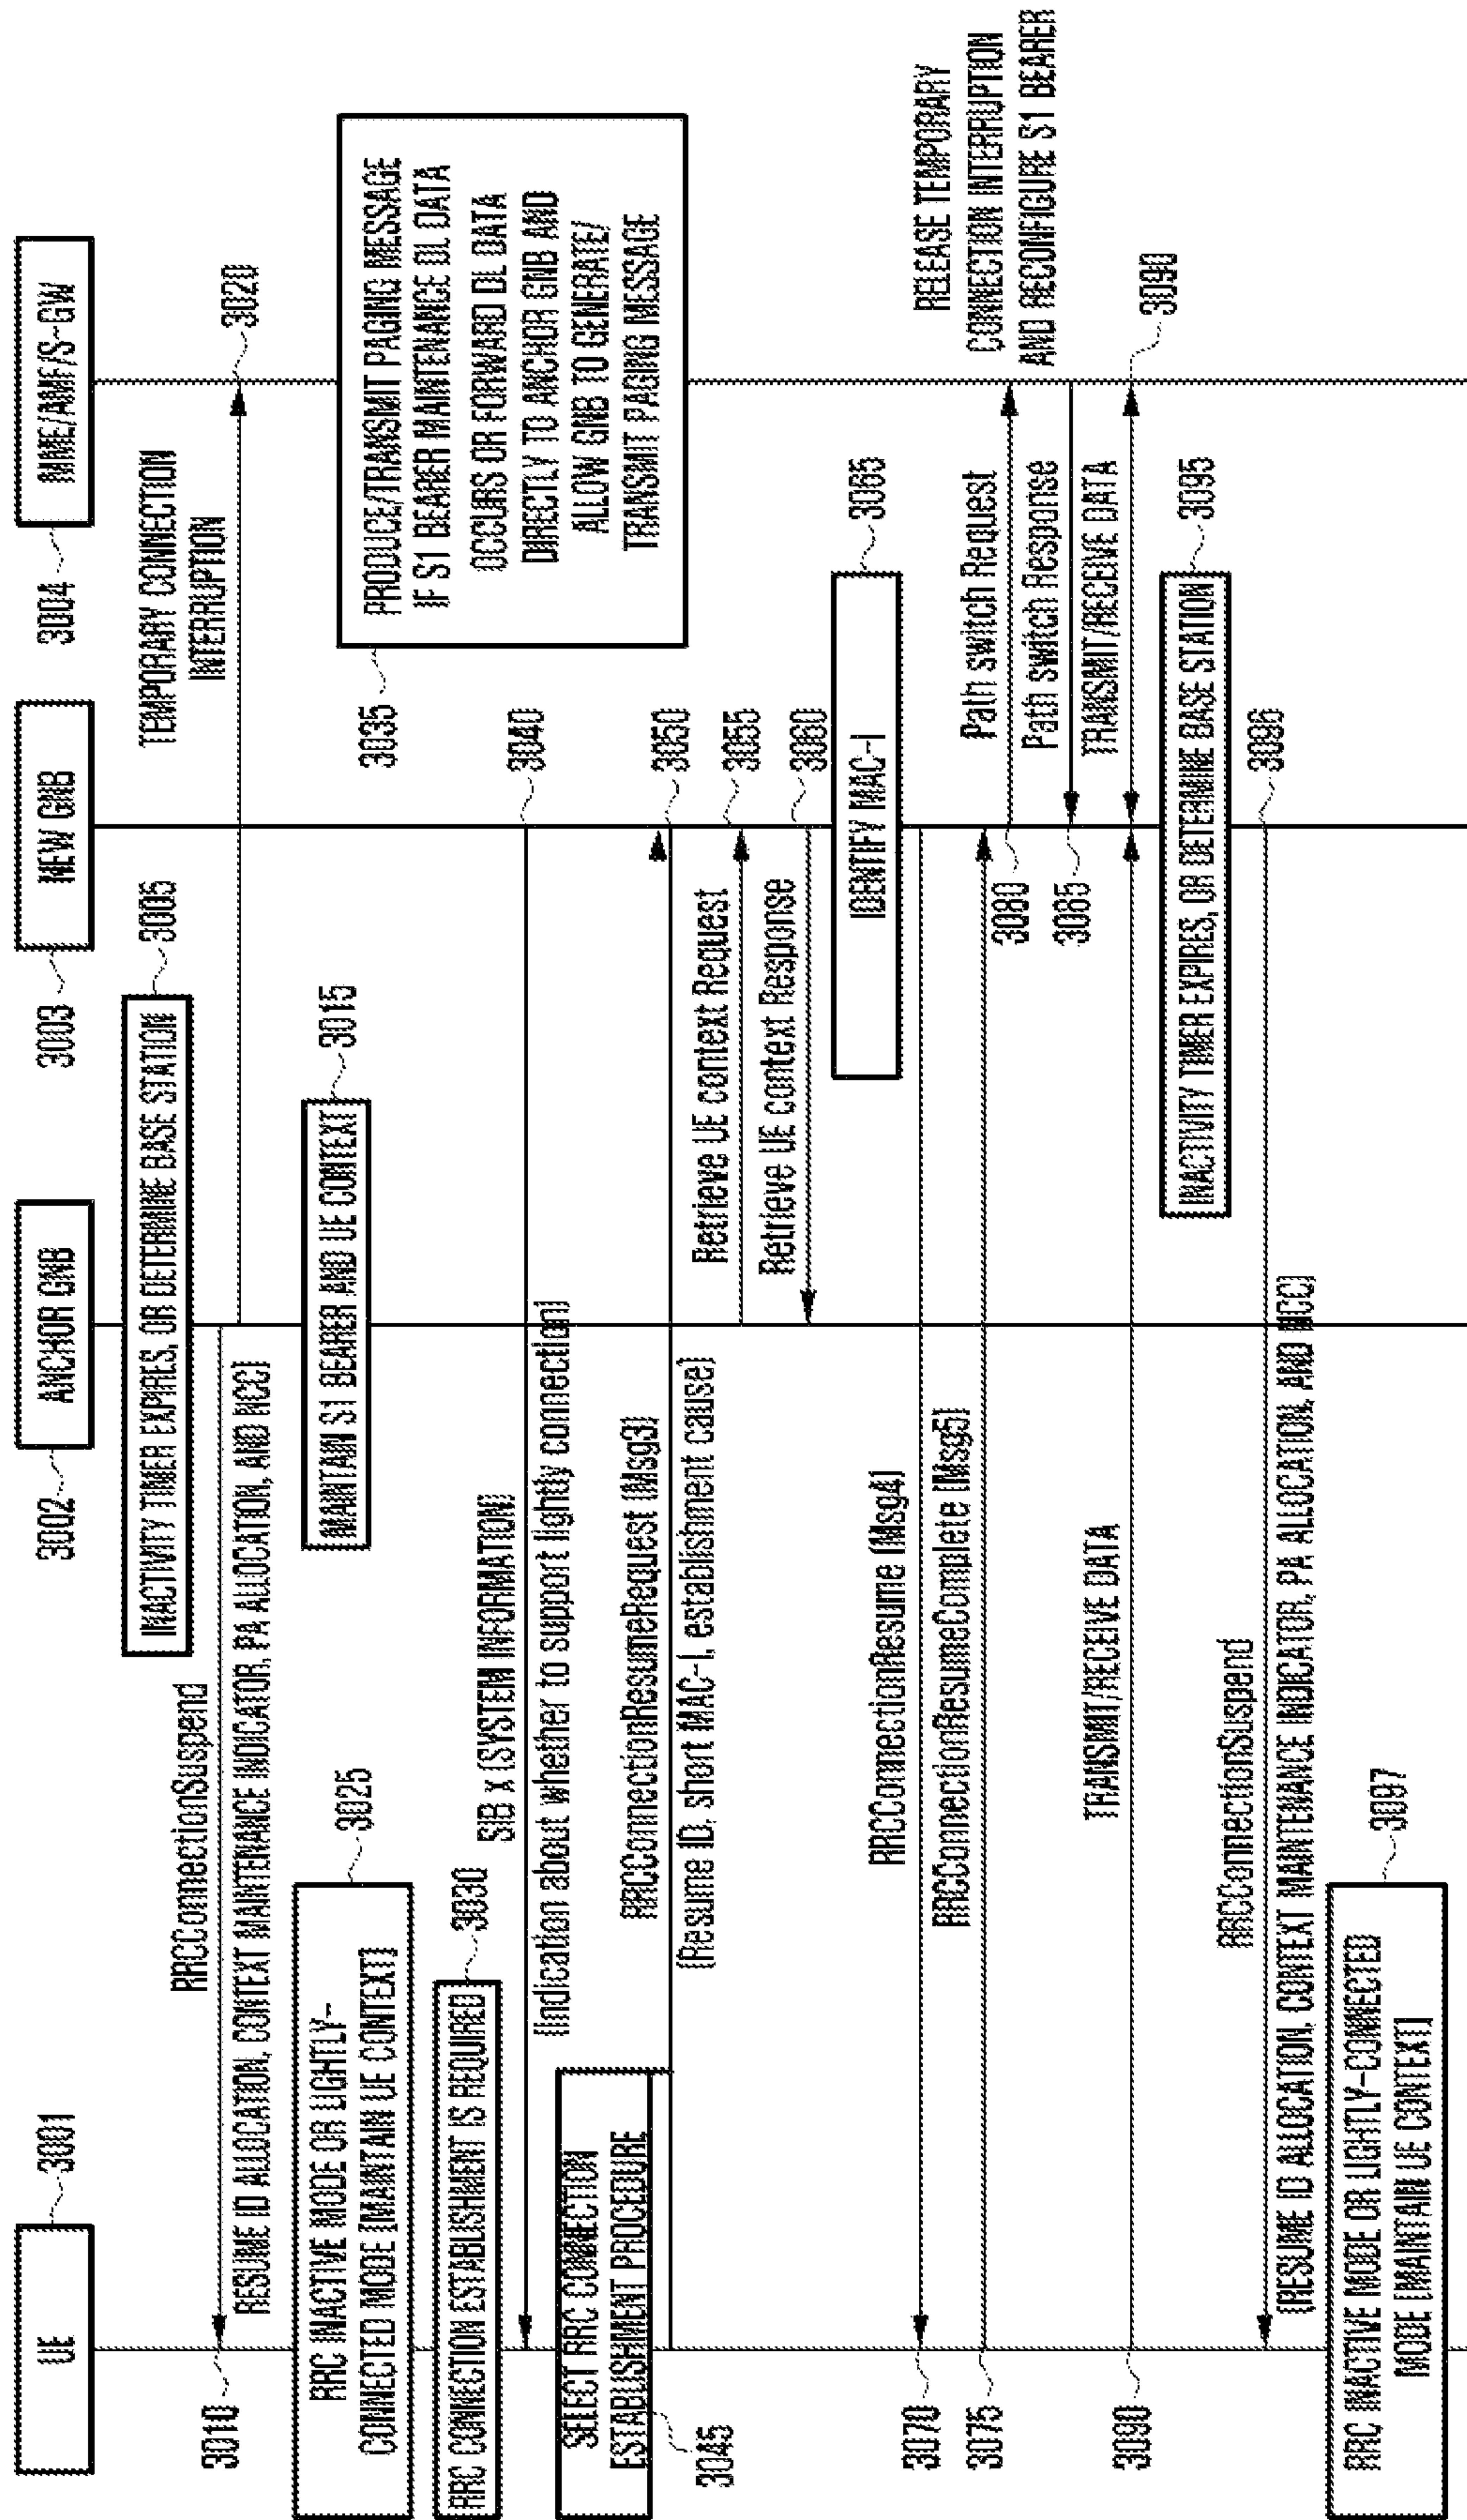 UE
3001
ANCHOR GNB
3002
NEW GNB
3003
MME/AMF/S-GW
3004
INACTIVITY TIMER EXPIRES, OR DETERMINE BASE STATION
3005
RRCConnectionSuspend
3010
RESUME ID ALLOCATION, CONTEXT MAINTENANCE INDICATOR, PA ALLOCATION, AND NCC)
TEMPORARY CONNECTION
INTERRUPTION
3020
MAINTAIN S1 BEARER AND UE CONTEXT
3015
RRC INACTIVE MODE OR LIGHTLY-
CONNECTED MODE (MAINTAIN UE CONTEXT)
3025
PRODUCE/TRANSMIT PAGING MESSAGE
IF S1 BEARER MAINTENANCE DL DATA
OCCURS OR FORWARD DL DATA
DIRECTLY TO ANCHOR GNB AND
ALLOW GNB TO GENERATE/
TRANSMIT PAGING MESSAGE
3035
RRC CONNECTION ESTABLISHMENT IS REQUIRED
3030
SIB x (SYSTEM INFORMATION)
3040
(Indication about whether to support lightly connection)
SELECT RRC CONNECTION
ESTABLISHMENT PROCEDURE
3045
RRCConnectionResumeRequest (Msg3)
3050
(Resume ID, short MAC-I, establishment cause)
Retrieve UE context Request
3055
Retrieve UE context Response
3060
IDENTIFY MAC-I
3065
RRCConnectionResume (Msg4)
3070
RRCConnectionResumeComplete (Msg5)
3075
Path switch Request
3080
Path switch Response
3085
RELEASE TEMPORARY
CONNECTION INTERRUPTION
AND RECONFIGURE S1 BEARER
TRANSMIT/RECEIVE DATA
3090
TRANSMIT/RECEIVE DATA
3090
INACTIVITY TIMER EXPIRES, OR DETERMINE BASE STATION
3095
RRCConnectionSuspend
3096
(RESUME ID ALLOCATION, CONTEXT MAINTENANCE INDICATOR, PA ALLOCATION, AND NCC)
RRC INACTIVE MODE OR LIGHTLY-CONNECTED
MODE (MAINTAIN UE CONTEXT)
3097